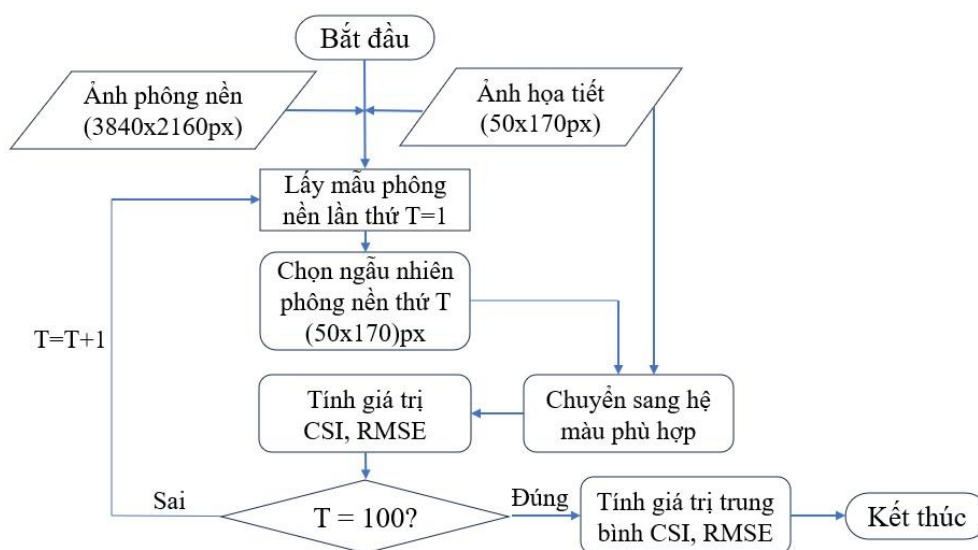 Bắt đầu
Ảnh phông nền
(3840x2160px)
Ảnh họa tiết
(50x170px)
Lấy mẫu phông
nền lần thứ T=1
Chọn ngẫu nhiên
phông nền thứ T
(50x170)px
T=T+1
Tính giá trị
CSI, RMSE
Chuyển sang hệ
màu phù hợp
Sai
T = 100?
Đúng
Tính giá trị trung
bình CSI, RMSE
Kết thúc